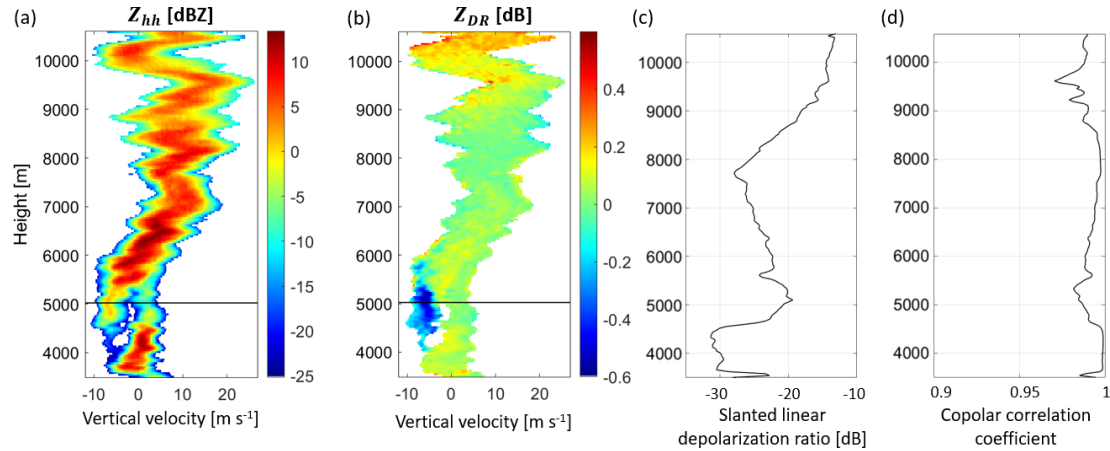 (a)
Z_hh [dBZ]
(b)
Z_DR [dB]
(c)
(d)
10000
9000
8000
7000
6000
5000
4000
Height [m]
-10 0 10 20
Vertical velocity [m s⁻¹]
10
5
0
-5
-10
-15
-20
-25
10000
9000
8000
7000
6000
5000
4000
-10 0 10 20
Vertical velocity [m s⁻¹]
0.4
0.2
0
-0.2
-0.4
-0.6
10000
9000
8000
7000
6000
5000
4000
-30 -20 -10
Slanted linear
depolarization ratio [dB]
10000
9000
8000
7000
6000
5000
4000
0.9 0.95 1
Copolar correlation
coefficient